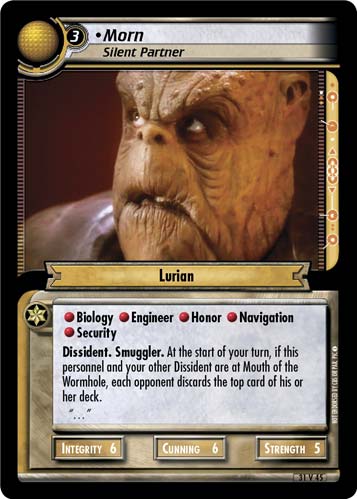 3 •Morn
Silent Partner
Lurian
• Biology • Engineer • Honor • Navigation
• Security
Dissident. Smuggler. At the start of your turn, if this
personnel and your other Dissident are at Mouth of the
Wormhole, each opponent discards the top card of his or
her deck.
"..."
Integrity 6 Cunning 6 Strength 5
31 V 45